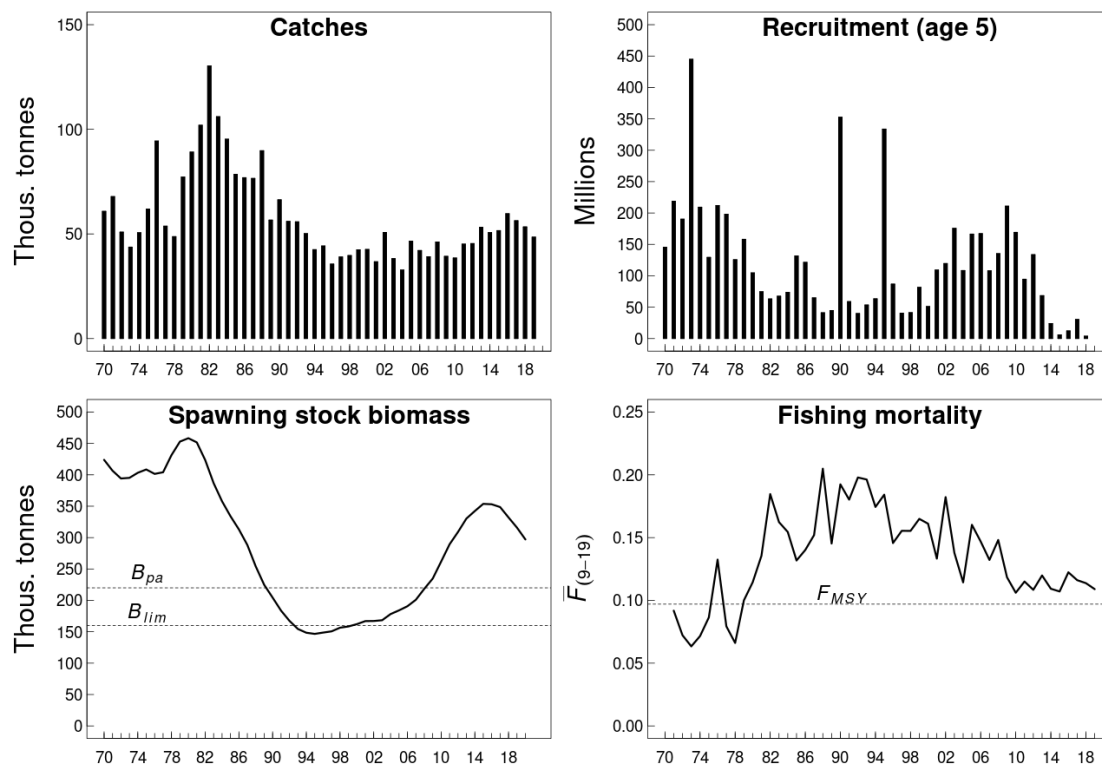 Catches
Thous. tonnes
150
100
50
0
70 74 78 82 86 90 94 98 02 06 10 14 18
Recruitment (age 5)
Millions
500
450
400
350
300
250
200
150
100
50
0
70 74 78 82 86 90 94 98 02 06 10 14 18
Spawning stock biomass
Thous. tonnes
500
450
400
350
300
250
200
150
100
50
0
Bpa
Blim
70 74 78 82 86 90 94 98 02 06 10 14 18
Fishing mortality
F̅(9–19)
0.25
0.20
0.15
0.10
0.05
0.00
FMSY
70 74 78 82 86 90 94 98 02 06 10 14 18